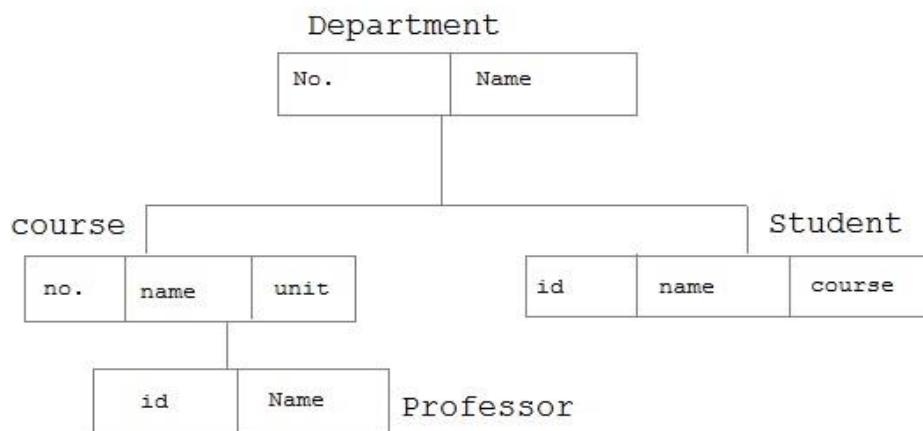 Department
No. Name
course
Student
no. name unit
id name course
id Name
Professor